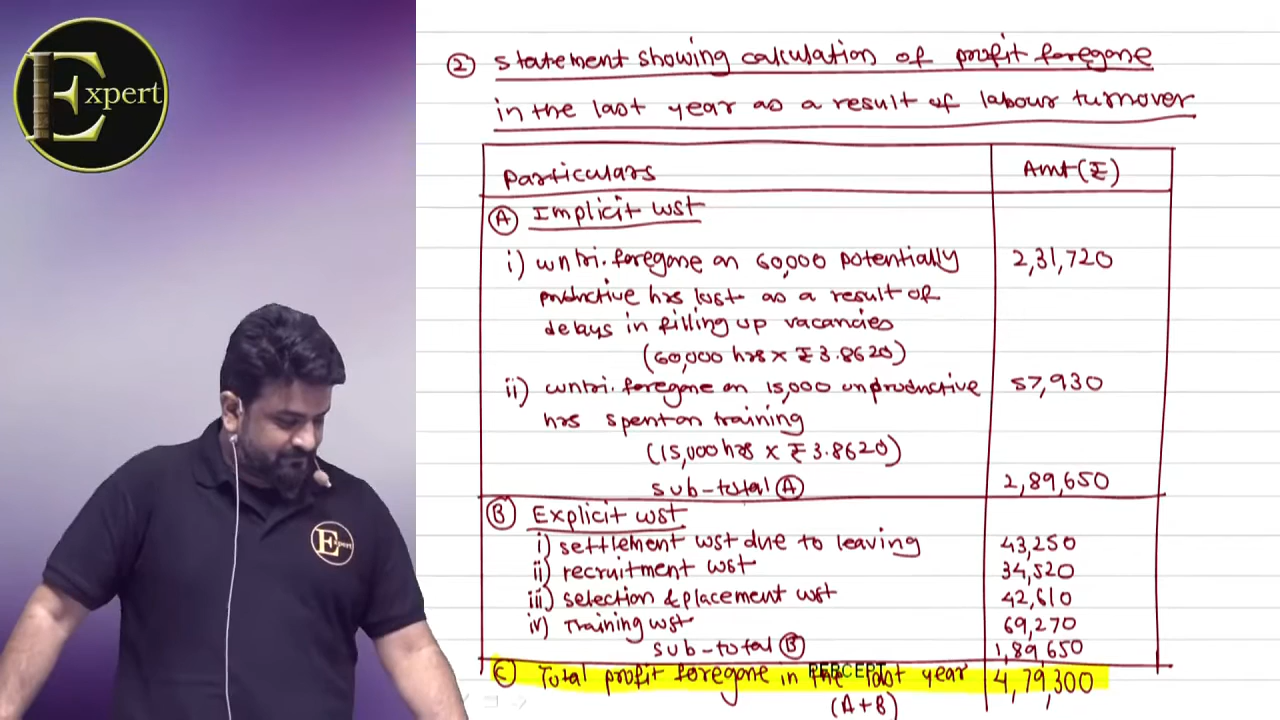 Expert
② Statement showing calculation of profit foregone
in the last year as a result of labour turnover
Particulars Amt(₹)
Ⓐ Implicit cost
i) contri. foregone on 60,000 potentially 2,31,720
productive hrs lost as a result of
delays in filling up vacancies
(60,000 hrs × ₹ 3.8620)
ii) contri. foregone on 15,000 unproductive 57,930
hrs spent on training
(15,000 hrs × ₹ 3.8620)
sub-total Ⓐ 2,89,650
Ⓑ Explicit cost
i) settlement cost due to leaving 43,250
ii) recruitment cost 34,520
iii) selection & placement cost 42,610
iv) Training cost 69,270
sub-total Ⓑ 1,89,650
Ⓒ Total profit foregone in the last year 4,79,300
PERCEPT
(A+B)
Expert